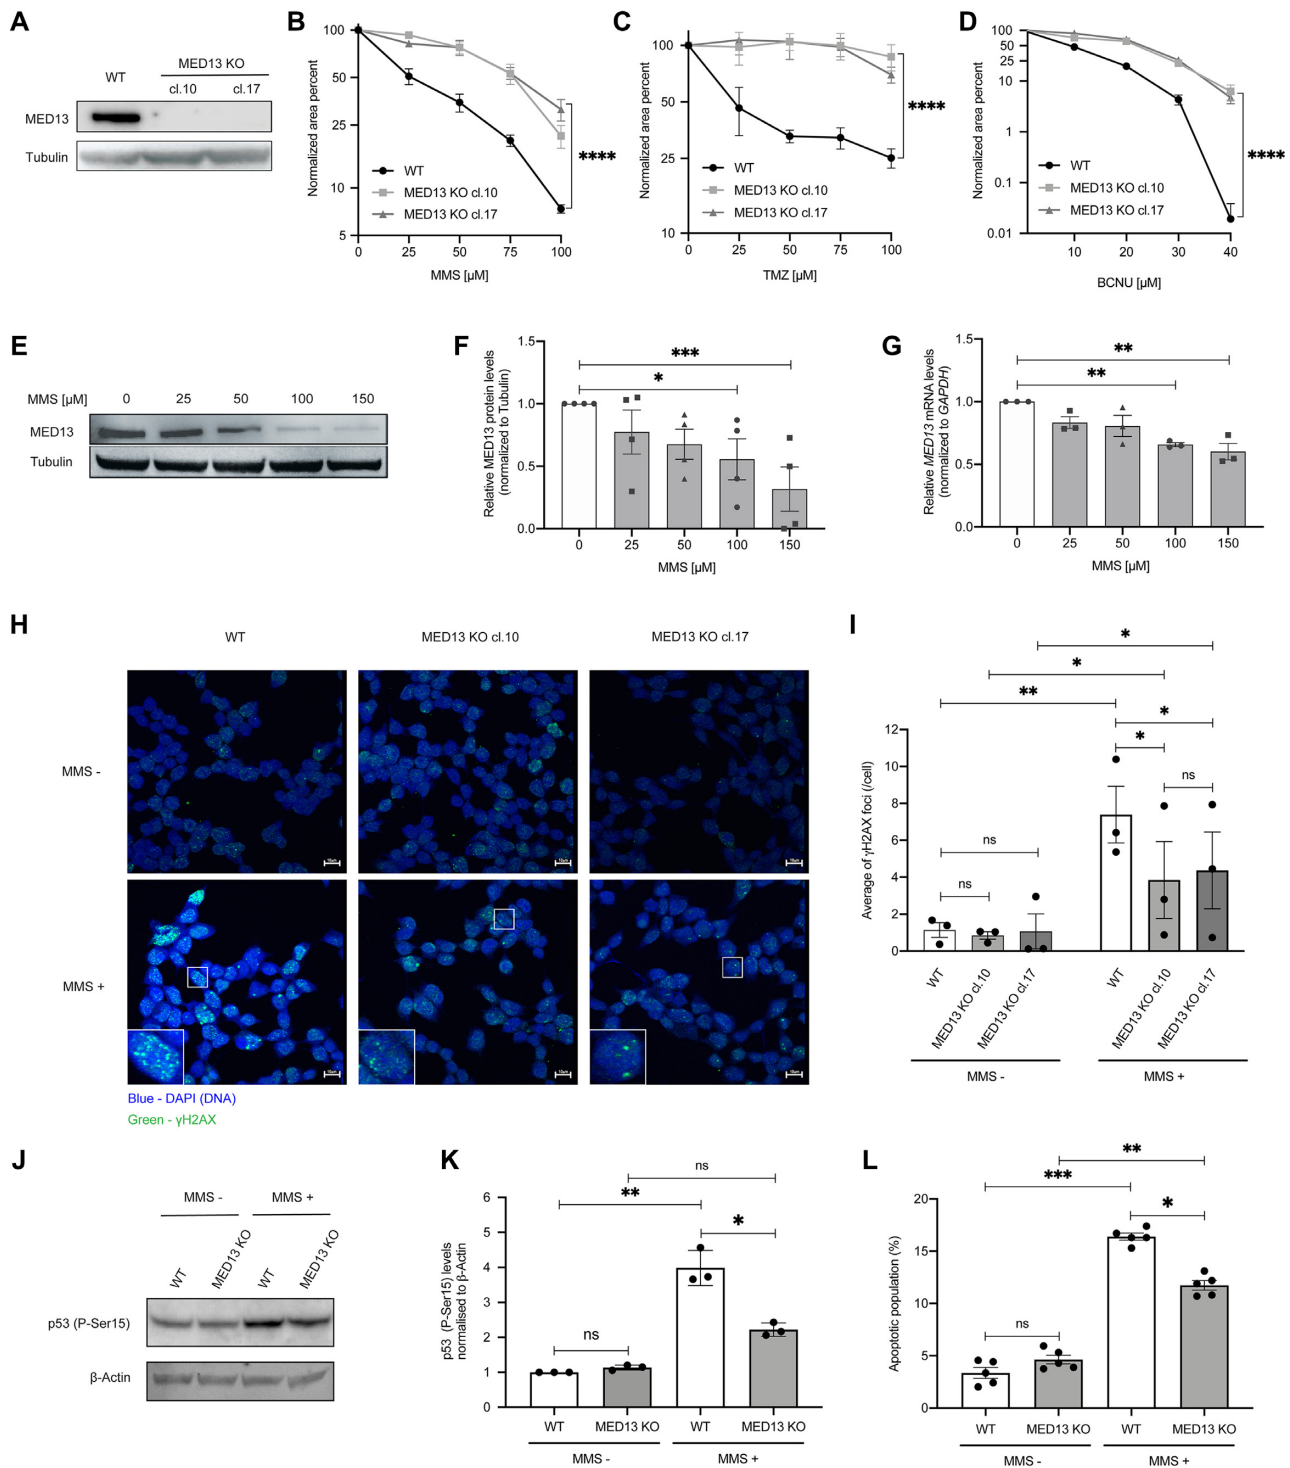 A
WT
MED13 KO
cl.10
cl.17
MED13
Tubulin
B
Normalized area percent
100
50
25
10
5
WT
MED13 KO cl.10
MED13 KO cl.17
****
0 25 50 75 100
MMS [µM]
C
Normalized area percent
100
50
25
10
WT
MED13 KO cl.10
MED13 KO cl.17
****
0 25 50 75 100
TMZ [µM]
D
Normalized area percent
100
50
10
1
0.1
0.01
WT
MED13 KO cl.10
MED13 KO cl.17
****
10 20 30 40
BCNU [µM]
E
MMS [µM] 0 25 50 100 150
MED13
Tubulin
F
Relative MED13 protein levels
(normalized to Tubulin)
1.5
1.0
0.5
0.0
***
*
0 25 50 100 150
MMS [µM]
G
Relative MED13 mRNA levels
(normalized to GAPDH)
1.5
1.0
0.5
0.0
**
**
0 25 50 100 150
MMS [µM]
H
WT
MED13 KO cl.10
MED13 KO cl.17
MMS -
10µm
10µm
10µm
MMS +
10µm
10µm
10µm
Blue - DAPI (DNA)
Green - γH2AX
I
Average of γH2AX foci (/cell)
12
10
8
6
4
2
0
*
*
**
*
*
ns
ns
ns
WT
MED13 KO cl.10
MED13 KO cl.17
WT
MED13 KO cl.10
MED13 KO cl.17
MMS -
MMS +
J
MMS -
MMS +
WT
MED13 KO
WT
MED13 KO
p53 (P-Ser15)
β-Actin
K
p53 (P-Ser15) levels
normalised to β-Actin
6
5
4
3
2
1
0
ns
**
*
ns
WT
MED13 KO
WT
MED13 KO
MMS -
MMS +
L
Apoptotic population (%)
20
15
10
5
0
**
***
*
ns
WT
MED13 KO
WT
MED13 KO
MMS -
MMS +